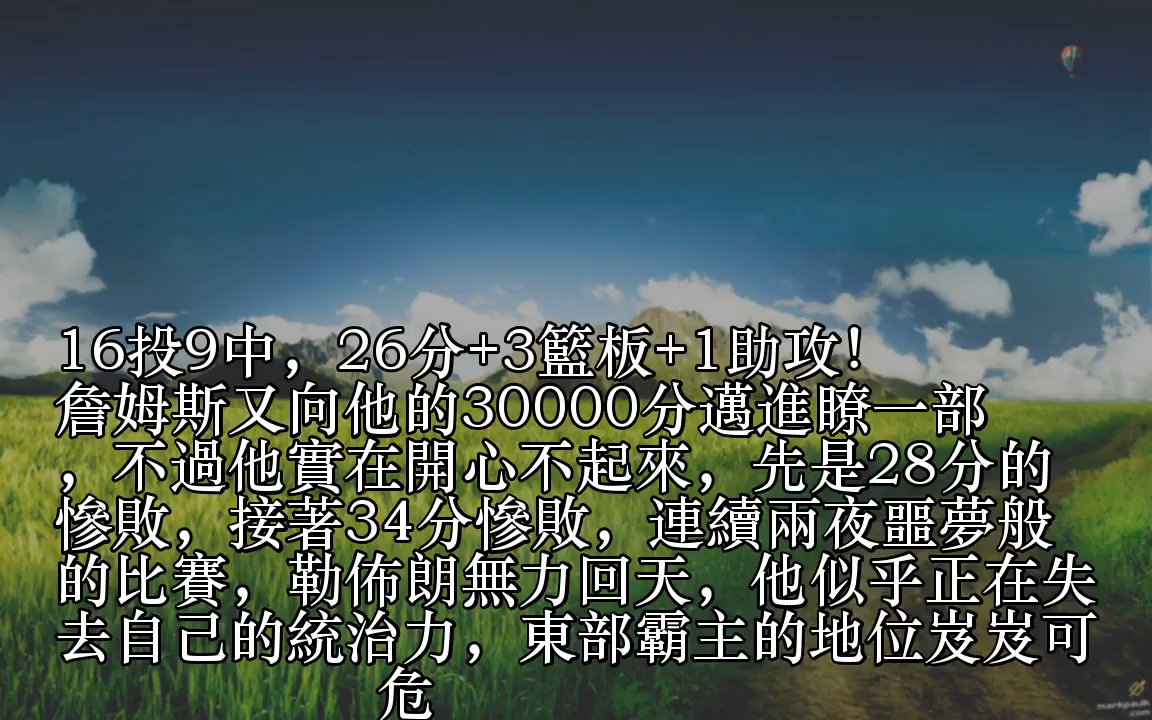 16投9中，26分+3籃板+1助攻！
詹姆斯又向他的30000分邁進瞭一部
，不過他實在開心不起來，先是28分的
慘敗，接著34分慘敗，連續兩夜噩夢般
的比賽，勒佈朗無力回天，他似乎正在失
去自己的統治力，東部霸主的地位岌岌可
危